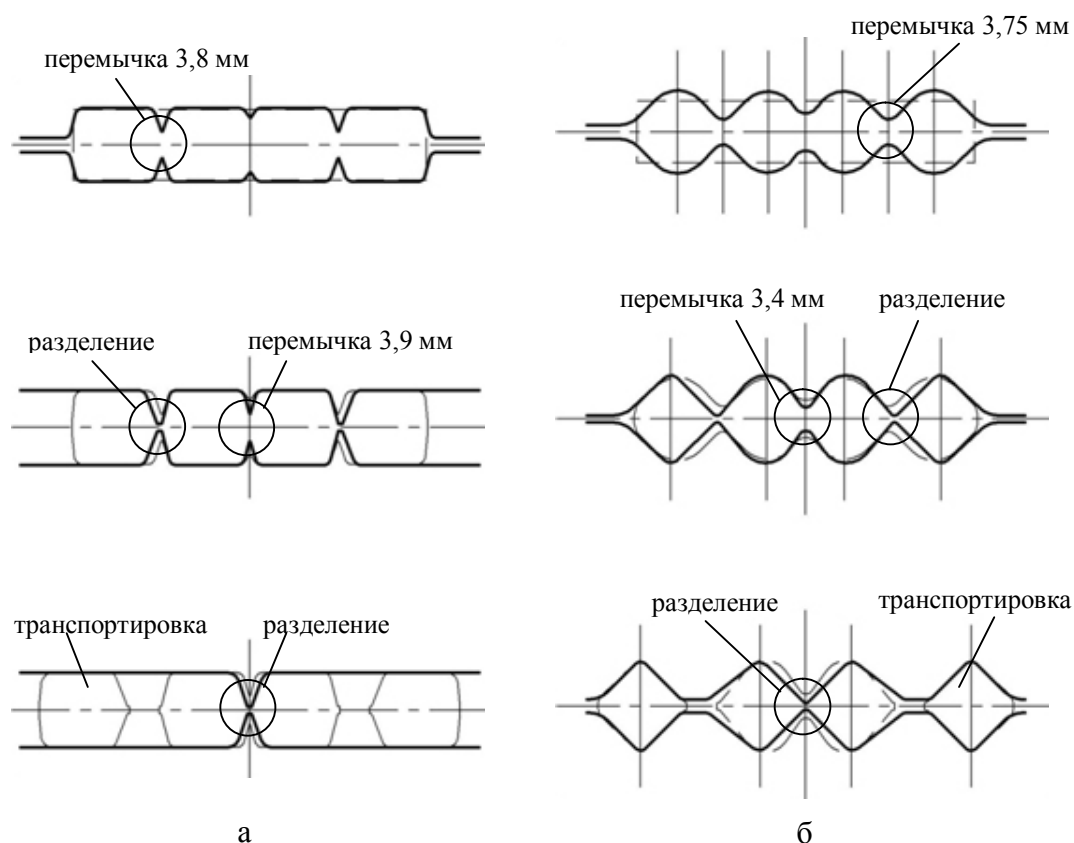 перемычка 3,8 мм
перемычка 3,75 мм
разделение
перемычка 3,9 мм
перемычка 3,4 мм
разделение
транспортировка
разделение
разделение
транспортировка
а
б